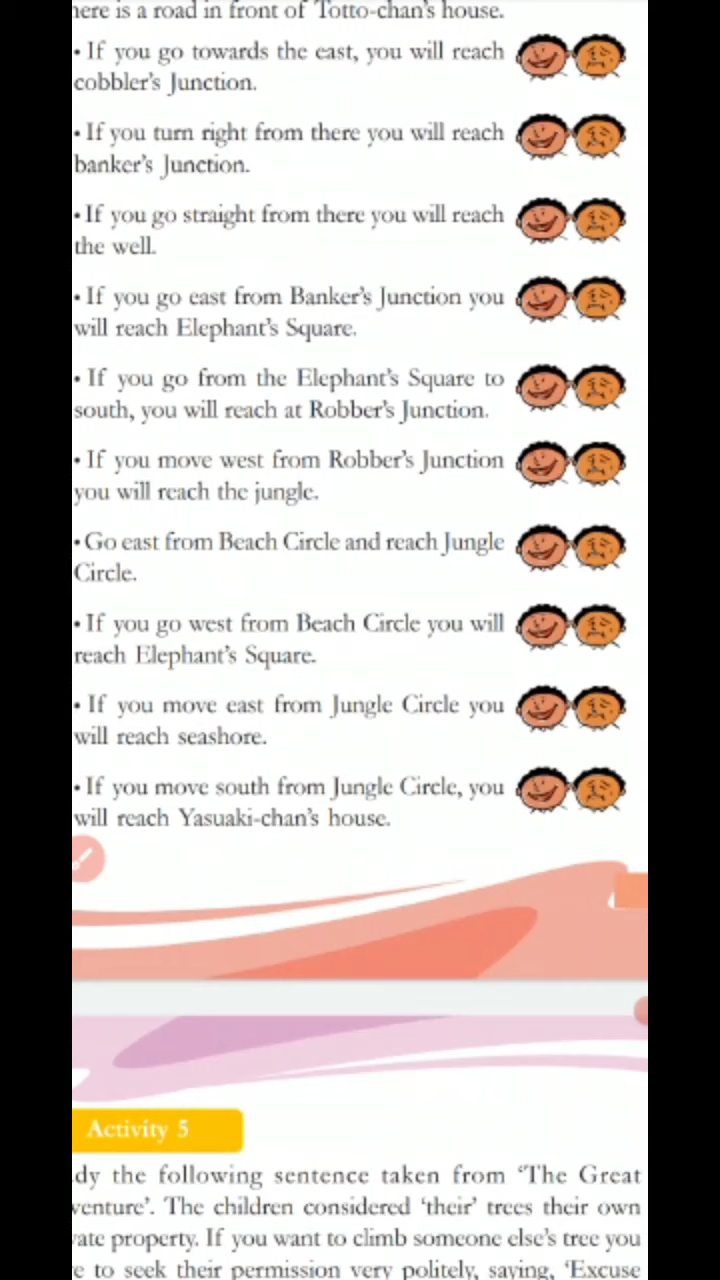 here is a road in front of Totto-chan's house.
• If you go towards the east, you will reach
cobbler's Junction.
• If you turn right from there you will reach
banker's Junction.
• If you go straight from there you will reach
the well.
• If you go east from Banker's Junction you
will reach Elephant's Square.
• If you go from the Elephant's Square to
south, you will reach at Robber's Junction.
• If you move west from Robber's Junction
you will reach the jungle.
• Go east from Beach Circle and reach Jungle
Circle.
• If you go west from Beach Circle you will
reach Elephant's Square.
• If you move east from Jungle Circle you
will reach seashore.
• If you move south from Jungle Circle, you
will reach Yasuaki-chan's house.
Activity 5
dy the following sentence taken from 'The Great
venture'. The children considered 'their' trees their own
vate property. If you want to climb someone else's tree you
e to seek their permission very politely, saying, 'Excuse